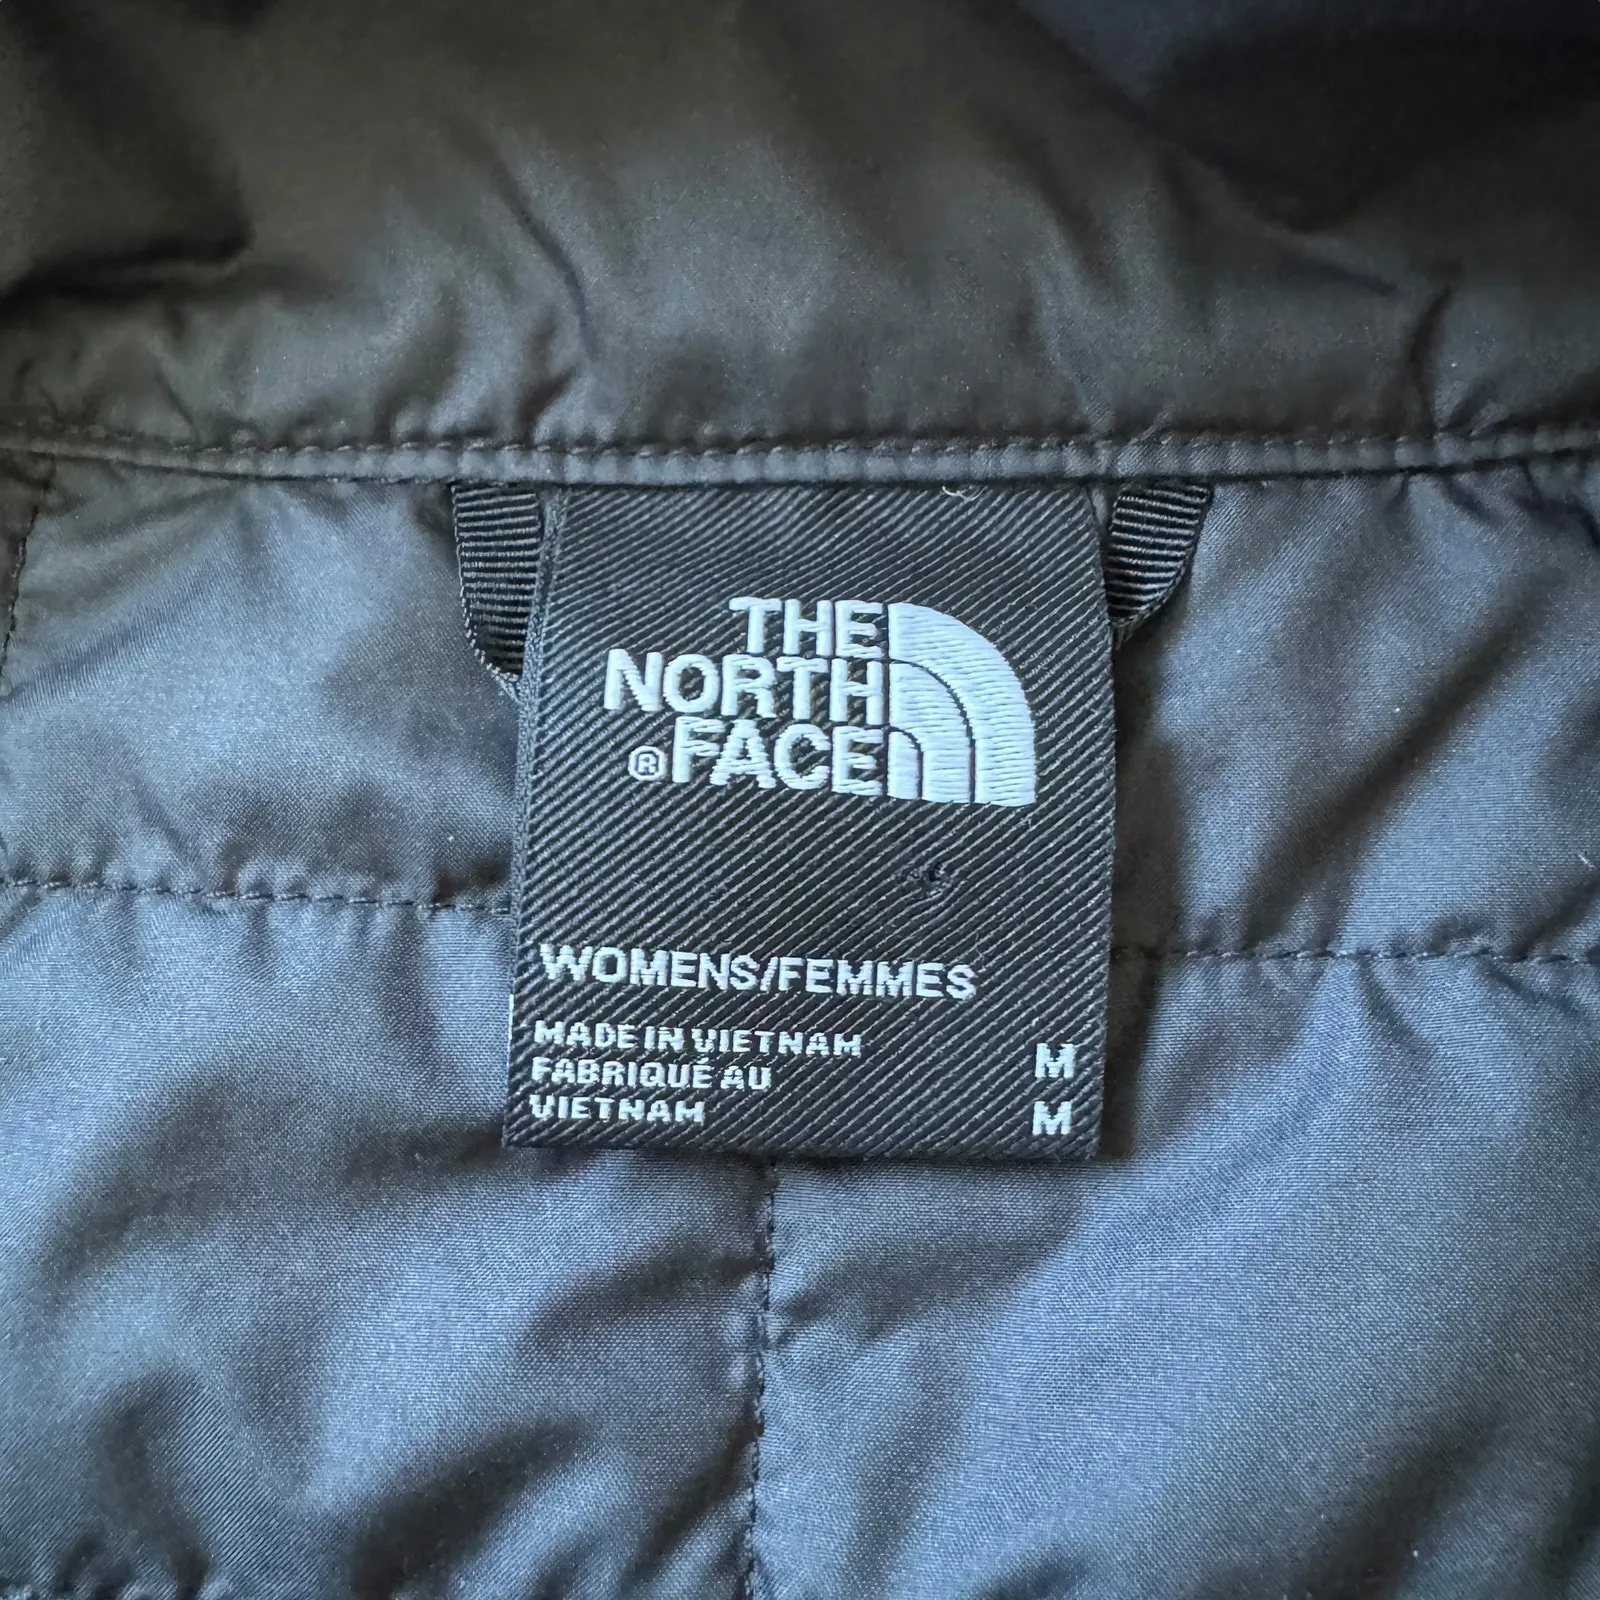 THE
NORTH
®FACE
WOMENS/FEMMES
MADE IN VIETNAM M
FABRIQUÉ AU
VIETNAM M